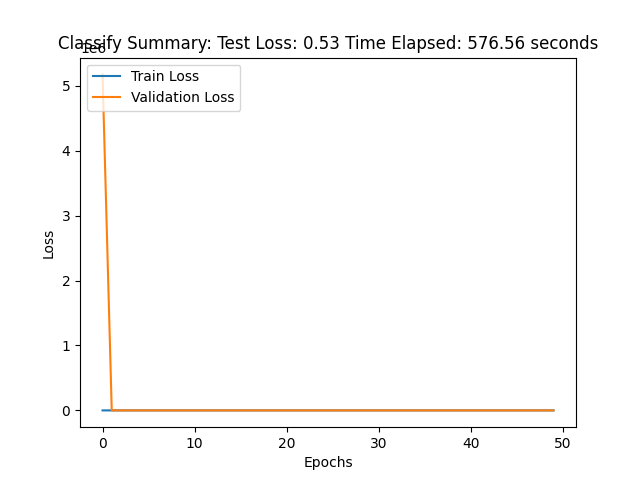 Classify Summary: Test Loss: 0.53 Time Elapsed: 576.56 seconds
1e6
Train Loss
Validation Loss
5
4
3
2
1
0
Loss
0 10 20 30 40 50
Epochs